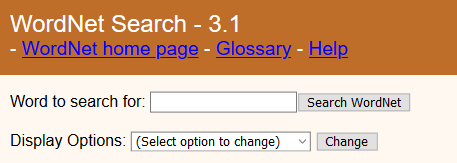 WordNet Search - 3.1
- WordNet home page - Glossary - Help
Word to search for: Search WordNet
Display Options: (Select option to change) Change